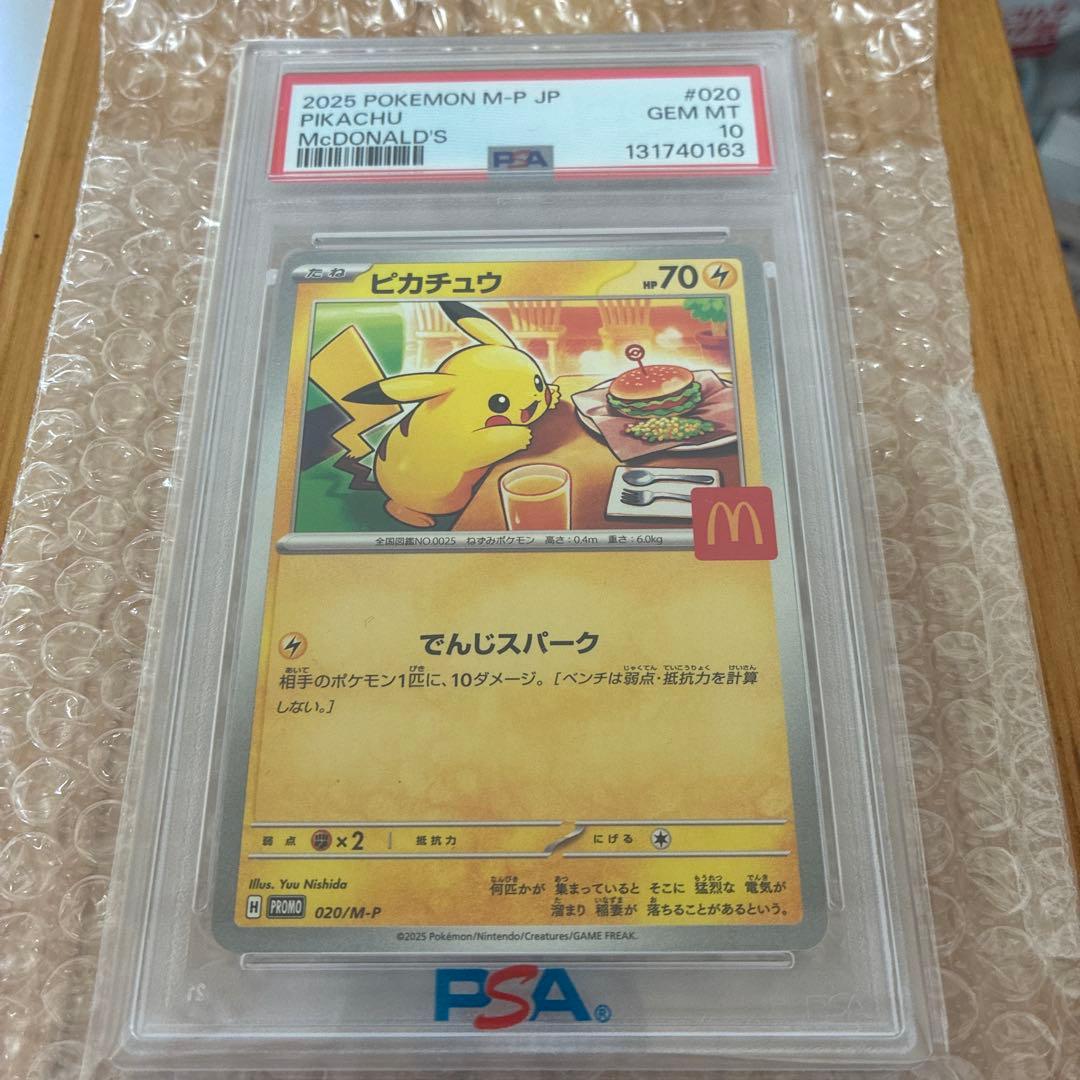 2025 POKEMON M-P JP
#020
PIKACHU
GEM MT
McDONALD'S
10
PSA
131740163
たね
ピカチュウ
HP70
全国図鑑NO.0025 ねずみポケモン 高さ:0.4m 重さ:6.0kg
でんじスパーク
相手のポケモン1匹に、10ダメージ。[ベンチは弱点・抵抗力を計算
しない。]
弱点 ×2 抵抗力 にげる
Illus. Yuu Nishida
何匹かが 集まっていると そこに 猛烈な 電気が
溜まり 稲妻が 落ちることがあるという。
H PROMO 020/M-P
©2025 Pokémon/Nintendo/Creatures/GAME FREAK.
PSA®